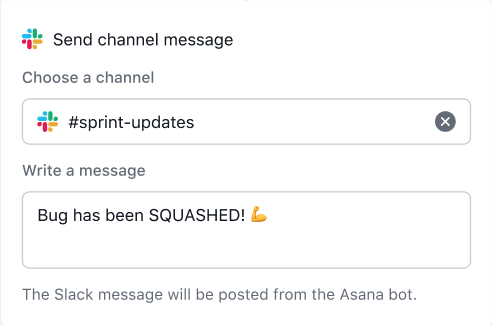 Send channel message
Choose a channel
#sprint-updates
Write a message
Bug has been SQUASHED! 💪
The Slack message will be posted from the Asana bot.